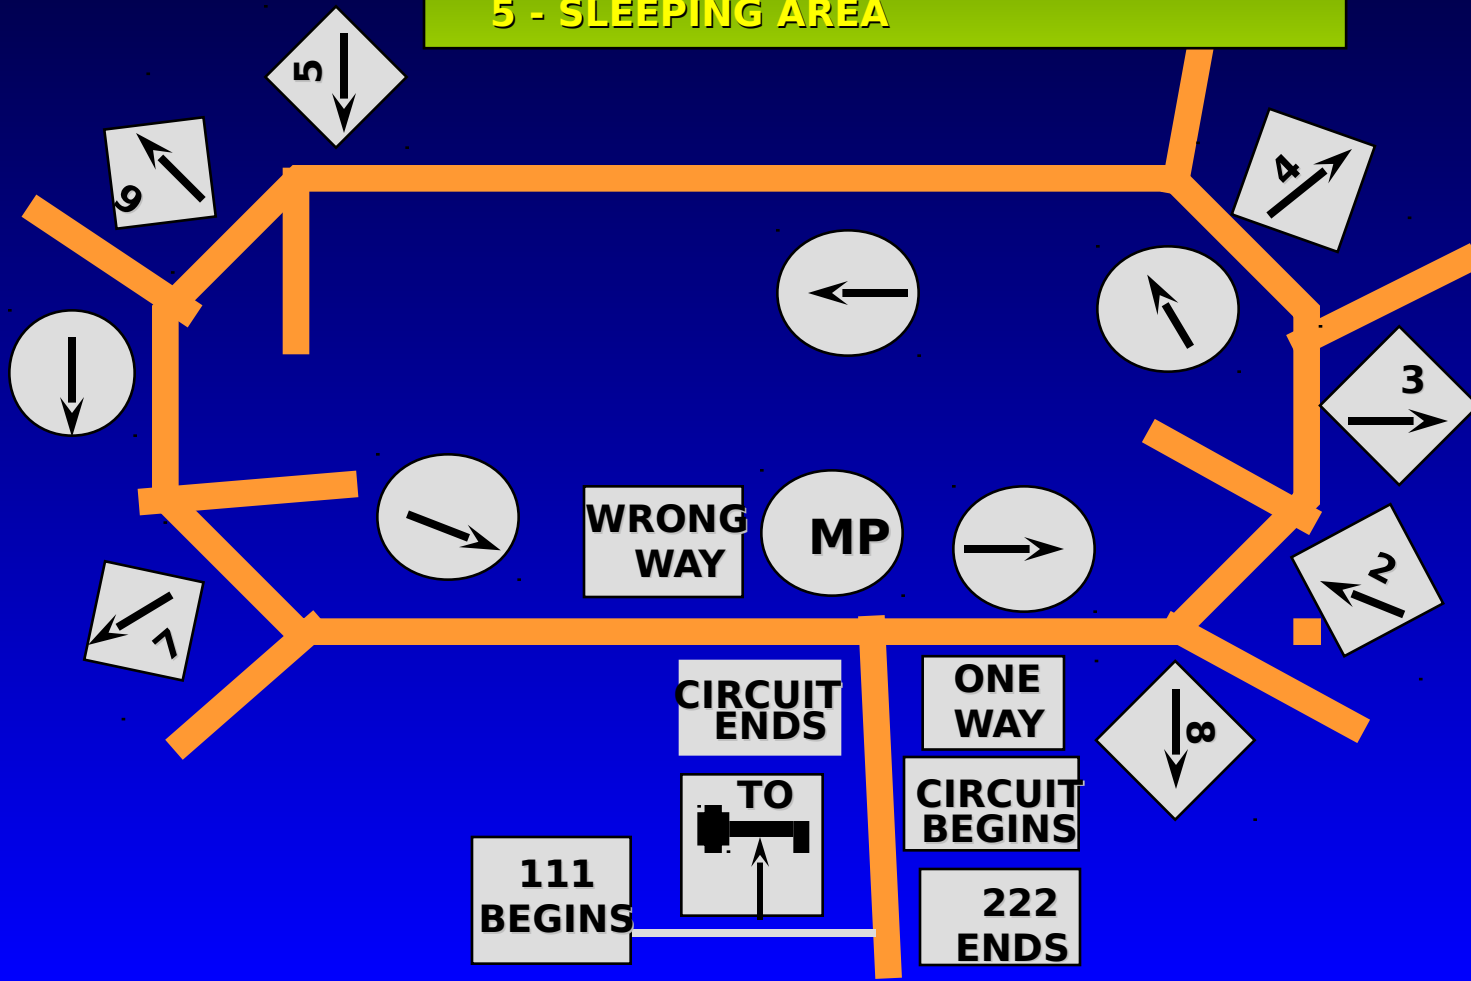 5 - SLEEPING AREA
5
6
4
3
2
WRONG
WAY
MP
7
CIRCUIT
ENDS
ONE
WAY
8
TO
CIRCUIT
BEGINS
111
BEGINS
222
ENDS